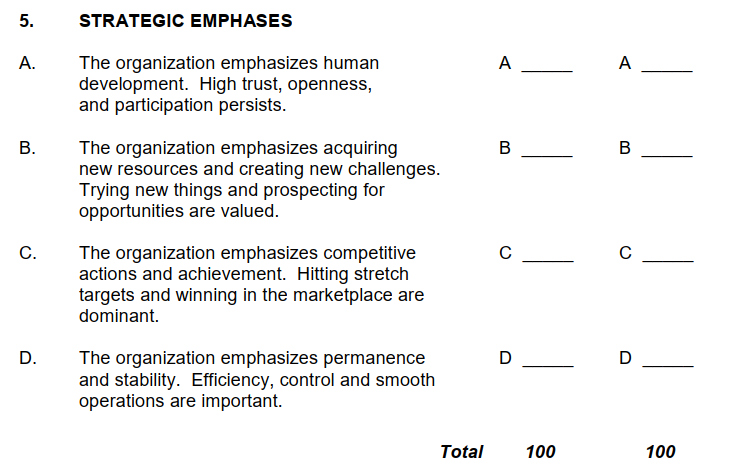 5. STRATEGIC EMPHASES
A. The organization emphasizes human A _____ A _____
development.  High trust, openness,
and participation persists.
B. The organization emphasizes acquiring B _____ B _____
new resources and creating new challenges.
Trying new things and prospecting for
opportunities are valued.
C. The organization emphasizes competitive C _____ C _____
actions and achievement.  Hitting stretch
targets and winning in the marketplace are
dominant.
D. The organization emphasizes permanence D _____ D _____
and stability.  Efficiency, control and smooth
operations are important.
Total 100 100